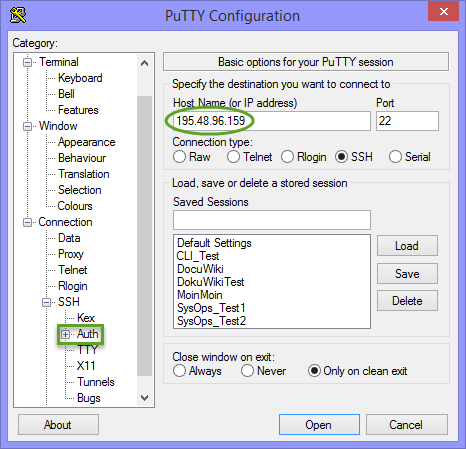 PuTTY Configuration
Category:
Terminal
Keyboard
Bell
Features
Window
Appearance
Behaviour
Translation
Selection
Colours
Connection
Data
Proxy
Telnet
Rlogin
SSH
Kex
Auth
TTY
X11
Tunnels
Bugs
Basic options for your PuTTY session
Specify the destination you want to connect to
Host Name (or IP address) Port
195.48.96.159 22
Connection type:
Raw Telnet Rlogin SSH Serial
Load, save or delete a stored session
Saved Sessions
Default Settings
CLI_Test
DocuWiki
DokuWikiTest
MoinMoin
SysOps_Test1
SysOps_Test2
Load
Save
Delete
Close window on exit:
Always Never Only on clean exit
About Open Cancel